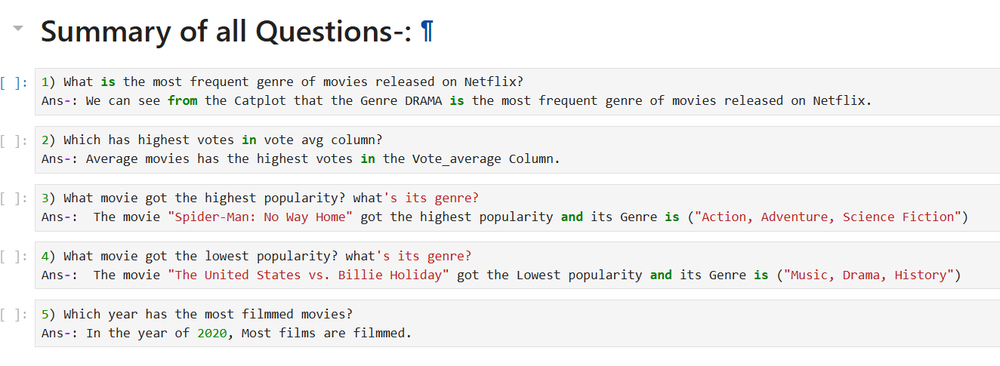 Summary of all Questions-: ¶
[ ]: 1) What is the most frequent genre of movies released on Netflix?
Ans-: We can see from the Catplot that the Genre DRAMA is the most frequent genre of movies released on Netflix.
[ ]: 2) Which has highest votes in vote avg column?
Ans-: Average movies has the highest votes in the Vote_average Column.
[ ]: 3) What movie got the highest popularity? what's its genre?
Ans-:  The movie "Spider-Man: No Way Home" got the highest popularity and its Genre is ("Action, Adventure, Science Fiction")
[ ]: 4) What movie got the lowest popularity? what's its genre?
Ans-:  The movie "The United States vs. Billie Holiday" got the Lowest popularity and its Genre is ("Music, Drama, History")
[ ]: 5) Which year has the most filmmed movies?
Ans-: In the year of 2020, Most films are filmmed.